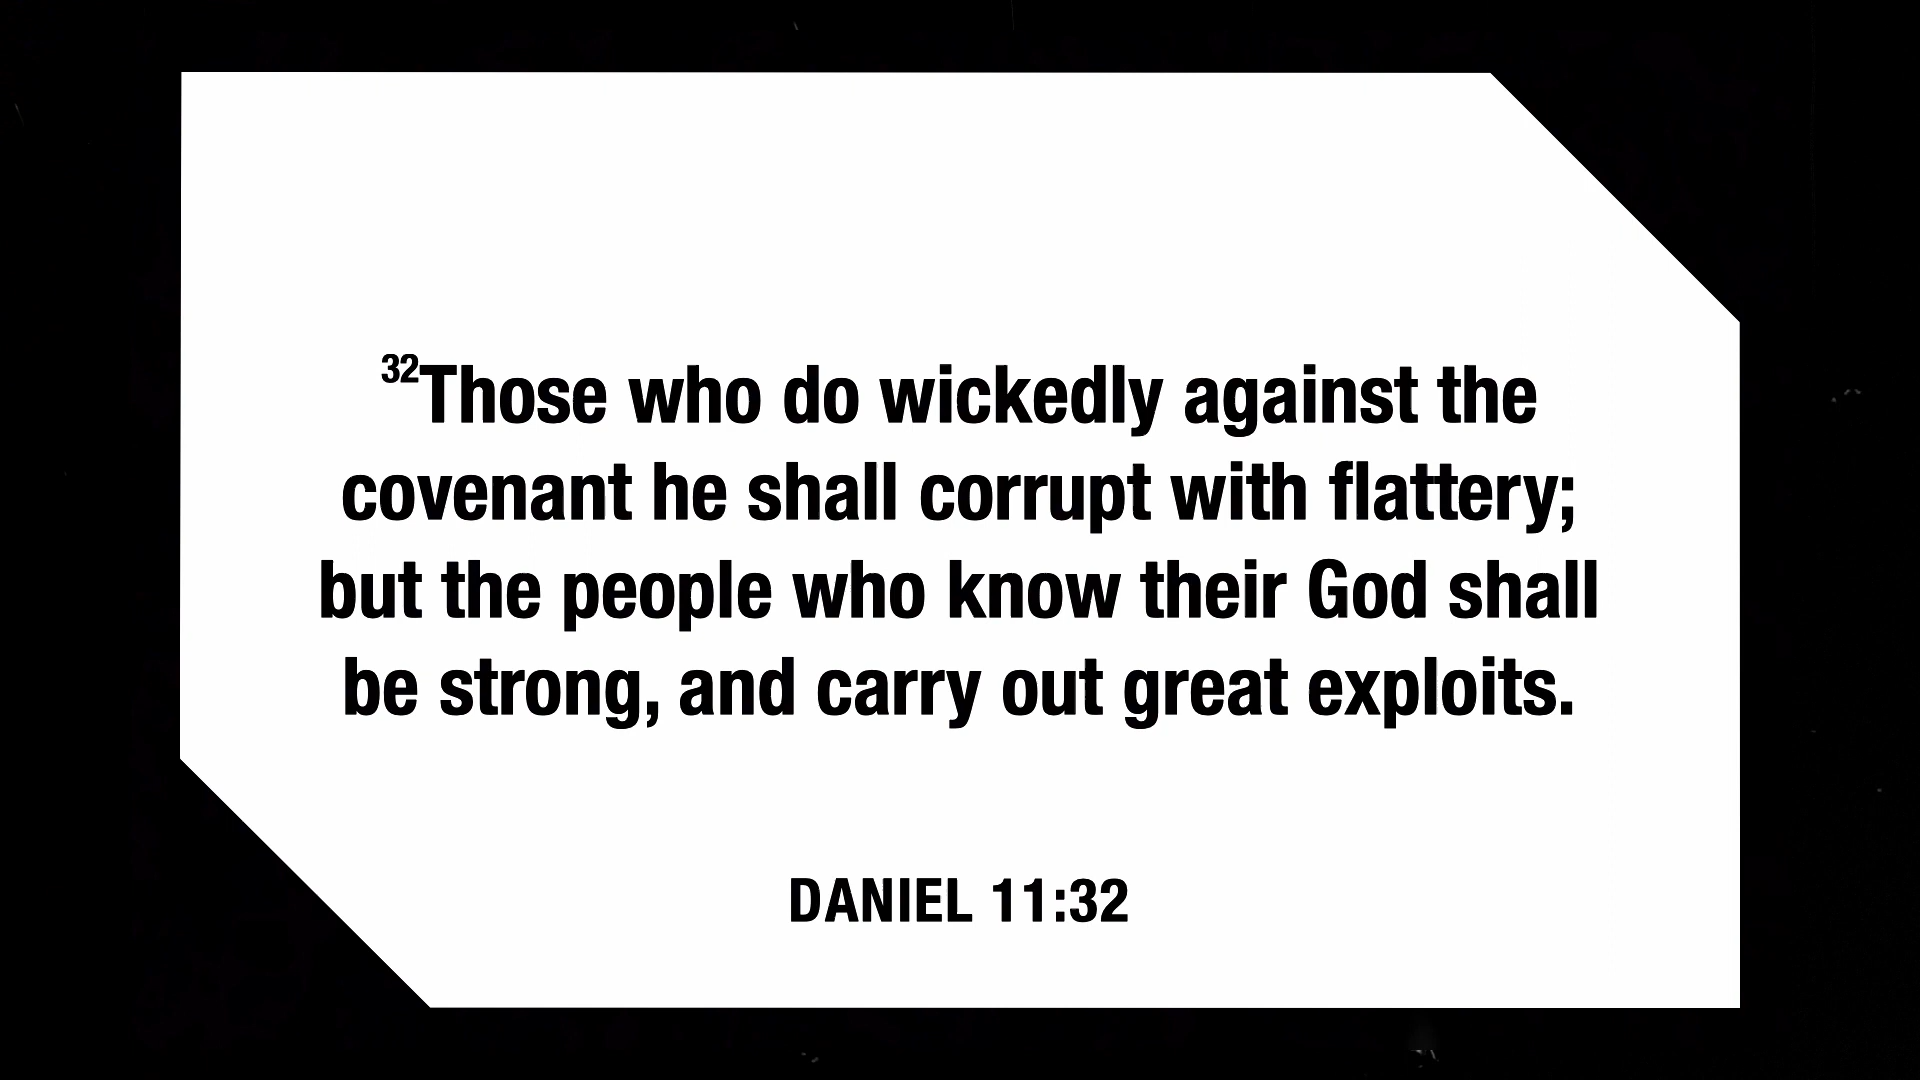 32Those who do wickedly against the
covenant he shall corrupt with flattery;
but the people who know their God shall
be strong, and carry out great exploits.
DANIEL 11:32